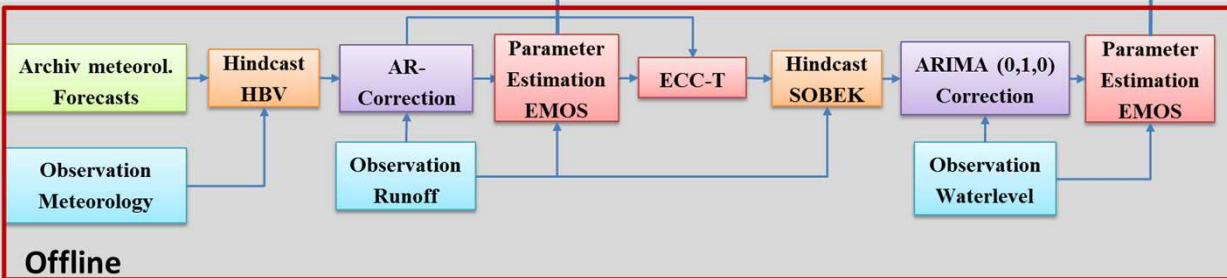 Archiv meteorol.
Forecasts
Hindcast
HBV
AR-
Correction
Parameter
Estimation
EMOS
ECC-T
Hindcast
SOBEK
ARIMA (0,1,0)
Correction
Parameter
Estimation
EMOS
Observation
Meteorology
Observation
Runoff
Observation
Waterlevel
Offline